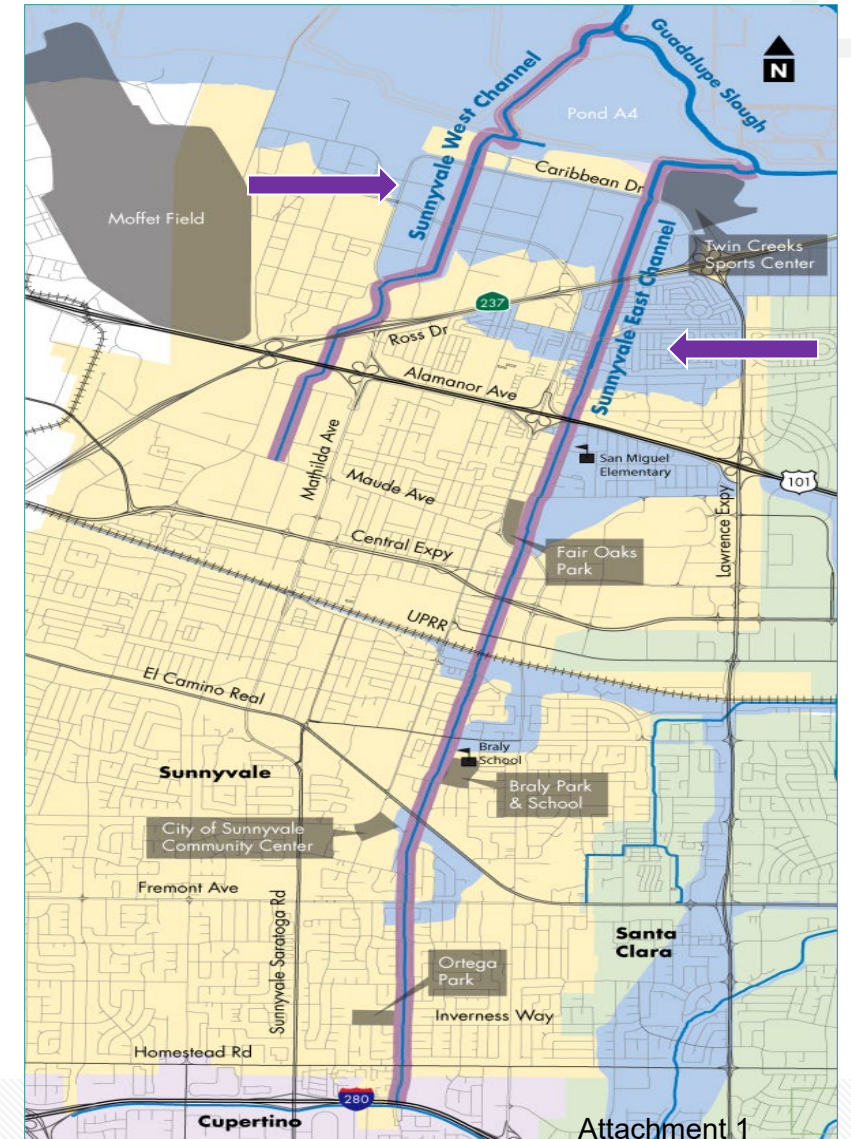 Guadalupe Slough
N
Sunnyvale West Channel
Pond A4
Caribbean Dr
Moffet Field
Twin Creeks
Sports Center
237
Ross Dr
Sunnyvale East Channel
Alamanor Ave
Mathilda Ave
San Miguel
Elementary
101
Maude Ave
Lawrence Expy
Central Expy
Fair Oaks
Park
UPRR
El Camino Real
Braly
School
Sunnyvale
Braly Park
& School
City of Sunnyvale
Community Center
Fremont Ave
Sunnyvale Saratoga Rd
Santa
Clara
Ortega
Park
Inverness Way
Homestead Rd
280
Cupertino
Attachment 1